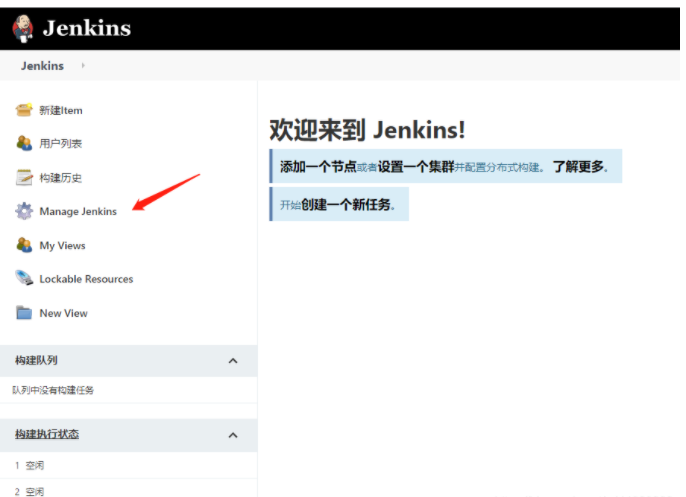 Jenkins
Jenkins
新建Item
用户列表
构建历史
Manage Jenkins
My Views
Lockable Resources
New View
构建队列
队列中没有构建任务
构建执行状态
1 空闲
2 空闲
欢迎来到 Jenkins!
添加一个节点或者设置一个集群并配置分布式构建。 了解更多。
开始创建一个新任务。